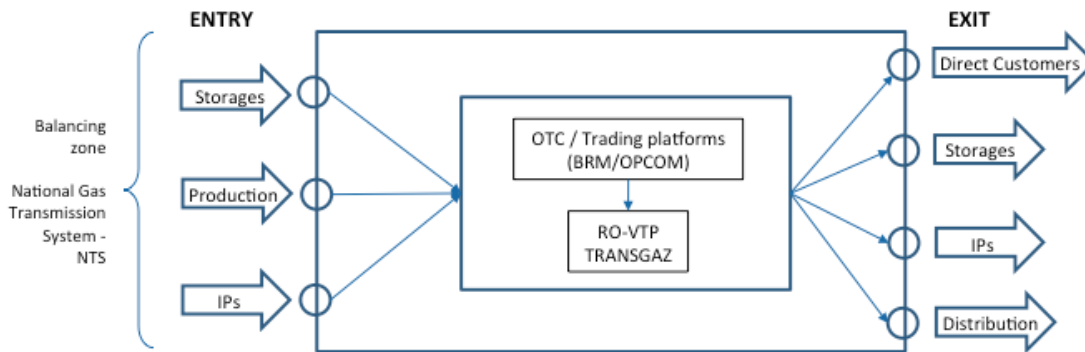 ENTRY
EXIT
Balancing
zone
National Gas
Transmission
System -
NTS
Storages
Production
IPs
OTC / Trading platforms
(BRM/OPCOM)
RO-VTP
TRANSGAZ
Direct Customers
Storages
IPs
Distribution